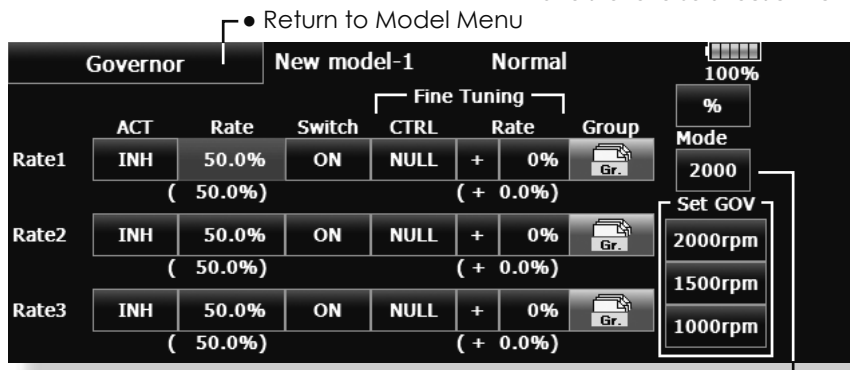 ● Return to Model Menu
Governor New model-1 Normal 100%
Fine Tuning %
ACT Rate Switch CTRL Rate Group Mode
Rate1 INH 50.0% ON NULL + 0% Gr. 2000
( 50.0%) ( + 0.0%) Set GOV
Rate2 INH 50.0% ON NULL + 0% Gr. 2000rpm
( 50.0%) ( + 0.0%) 1500rpm
Rate3 INH 50.0% ON NULL + 0% Gr. 1000rpm
( 50.0%) ( + 0.0%)